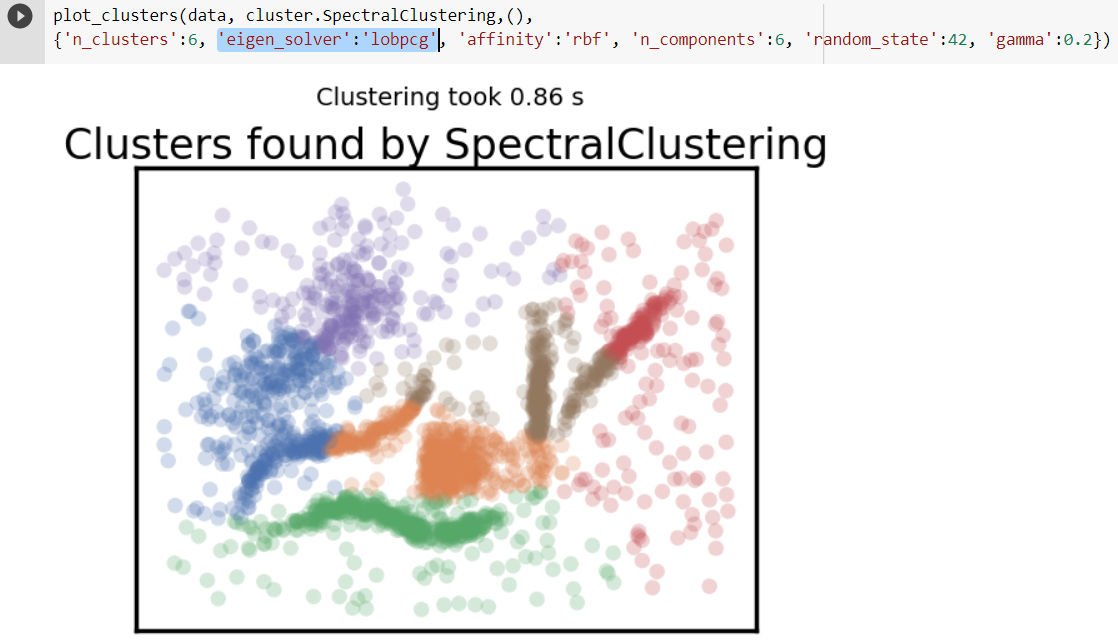 plot_clusters(data, cluster.SpectralClustering,(),
{'n_clusters':6, 'eigen_solver':'lobpcg', 'affinity':'rbf', 'n_components':6, 'random_state':42, 'gamma':0.2})
Clustering took 0.86 s
Clusters found by SpectralClustering